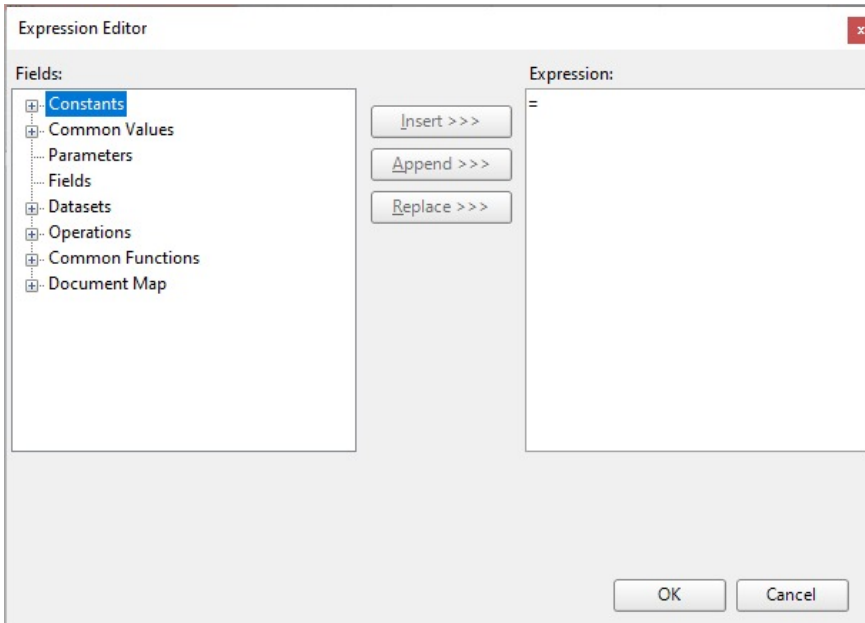 Expression Editor
x
Fields:
Expression:
Constants
Common Values
Parameters
Fields
Datasets
Operations
Common Functions
Document Map
Insert >>>
Append >>>
Replace >>>
=
OK
Cancel